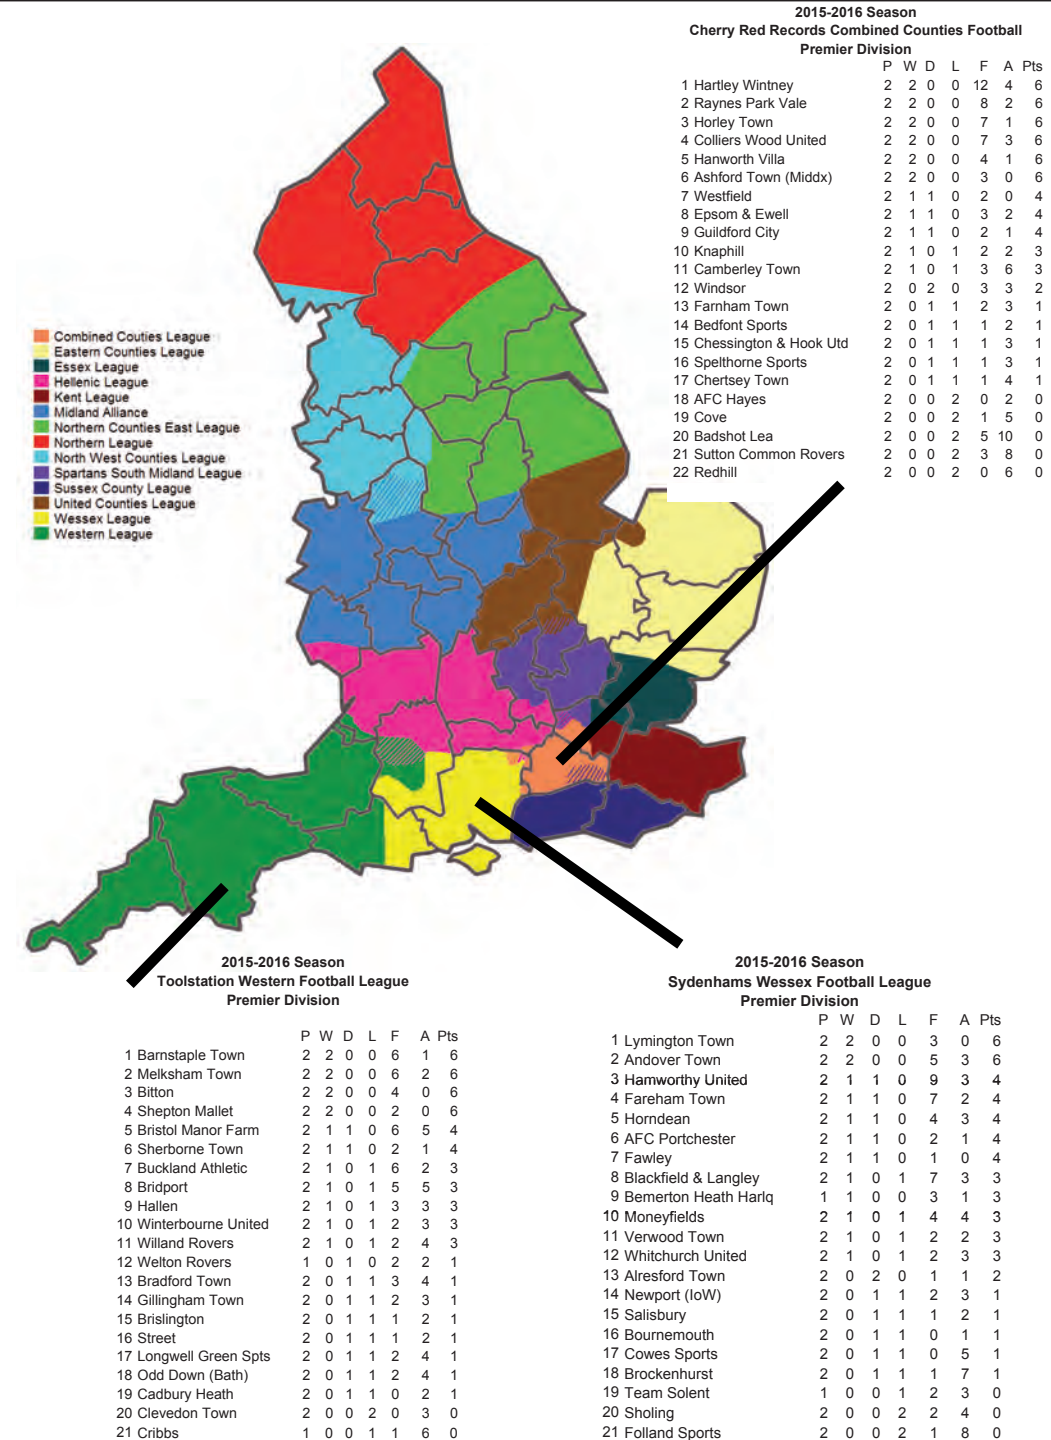 2015-2016 Season
Cherry Red Records Combined Counties Football
Premier Division
P W D L F A Pts
1 Hartley Wintney 2 2 0 0 12 4 6
2 Raynes Park Vale 2 2 0 0 8 2 6
3 Horley Town 2 2 0 0 7 1 6
4 Colliers Wood United 2 2 0 0 7 3 6
5 Hanworth Villa 2 2 0 0 4 1 6
6 Ashford Town (Middx) 2 2 0 0 3 0 6
7 Westfield 2 1 1 0 2 0 4
8 Epsom & Ewell 2 1 1 0 3 2 4
9 Guildford City 2 1 1 0 2 1 4
10 Knaphill 2 1 0 1 2 2 3
11 Camberley Town 2 1 0 1 3 6 3
12 Windsor 2 0 2 0 3 3 2
13 Farnham Town 2 0 1 1 2 3 1
14 Bedfont Sports 2 0 1 1 1 2 1
15 Chessington & Hook Utd 2 0 1 1 1 3 1
16 Spelthorne Sports 2 0 1 1 1 3 1
17 Chertsey Town 2 0 1 1 1 4 1
18 AFC Hayes 2 0 0 2 0 2 0
19 Cove 2 0 0 2 1 5 0
20 Badshot Lea 2 0 0 2 5 10 0
21 Sutton Common Rovers 2 0 0 2 3 8 0
22 Redhill 2 0 0 2 0 6 0
Combined Couties League
Eastern Counties League
Essex League
Hellenic League
Kent League
Midland Alliance
Northern Counties East League
Northern League
North West Counties League
Spartans South Midland League
Sussex County League
United Counties League
Wessex League
Western League
2015-2016 Season
Toolstation Western Football League
Premier Division
P W D L F A Pts
1 Barnstaple Town 2 2 0 0 6 1 6
2 Melksham Town 2 2 0 0 6 2 6
3 Bitton 2 2 0 0 4 0 6
4 Shepton Mallet 2 2 0 0 2 0 6
5 Bristol Manor Farm 2 1 1 0 6 5 4
6 Sherborne Town 2 1 1 0 2 1 4
7 Buckland Athletic 2 1 0 1 6 2 3
8 Bridport 2 1 0 1 5 5 3
9 Hallen 2 1 0 1 3 3 3
10 Winterbourne United 2 1 0 1 2 3 3
11 Willand Rovers 2 1 0 1 2 4 3
12 Welton Rovers 1 0 1 0 2 2 1
13 Bradford Town 2 0 1 1 3 4 1
14 Gillingham Town 2 0 1 1 2 3 1
15 Brislington 2 0 1 1 1 2 1
16 Street 2 0 1 1 1 2 1
17 Longwell Green Spts 2 0 1 1 2 4 1
18 Odd Down (Bath) 2 0 1 1 2 4 1
19 Cadbury Heath 2 0 1 1 0 2 1
20 Clevedon Town 2 0 0 2 0 3 0
21 Cribbs 1 0 0 1 1 6 0
2015-2016 Season
Sydenhams Wessex Football League
Premier Division
P W D L F A Pts
1 Lymington Town 2 2 0 0 3 0 6
2 Andover Town 2 2 0 0 5 3 6
3 Hamworthy United 2 1 1 0 9 3 4
4 Fareham Town 2 1 1 0 7 2 4
5 Horndean 2 1 1 0 4 3 4
6 AFC Portchester 2 1 1 0 2 1 4
7 Fawley 2 1 1 0 1 0 4
8 Blackfield & Langley 2 1 0 1 7 3 3
9 Bemerton Heath Harlq 1 1 0 0 3 1 3
10 Moneyfields 2 1 0 1 4 4 3
11 Verwood Town 2 1 0 1 2 2 3
12 Whitchurch United 2 1 0 1 2 3 3
13 Alresford Town 2 0 2 0 1 1 2
14 Newport (IoW) 2 0 1 1 2 3 1
15 Salisbury 2 0 1 1 1 2 1
16 Bournemouth 2 0 1 1 0 1 1
17 Cowes Sports 2 0 1 1 0 5 1
18 Brockenhurst 2 0 1 1 1 7 1
19 Team Solent 1 0 0 1 2 3 0
20 Sholing 2 0 0 2 2 4 0
21 Folland Sports 2 0 0 2 1 8 0